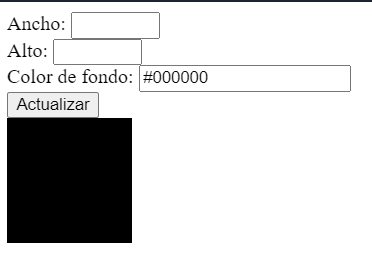 Ancho:
Alto:
Color de fondo: #000000
Actualizar